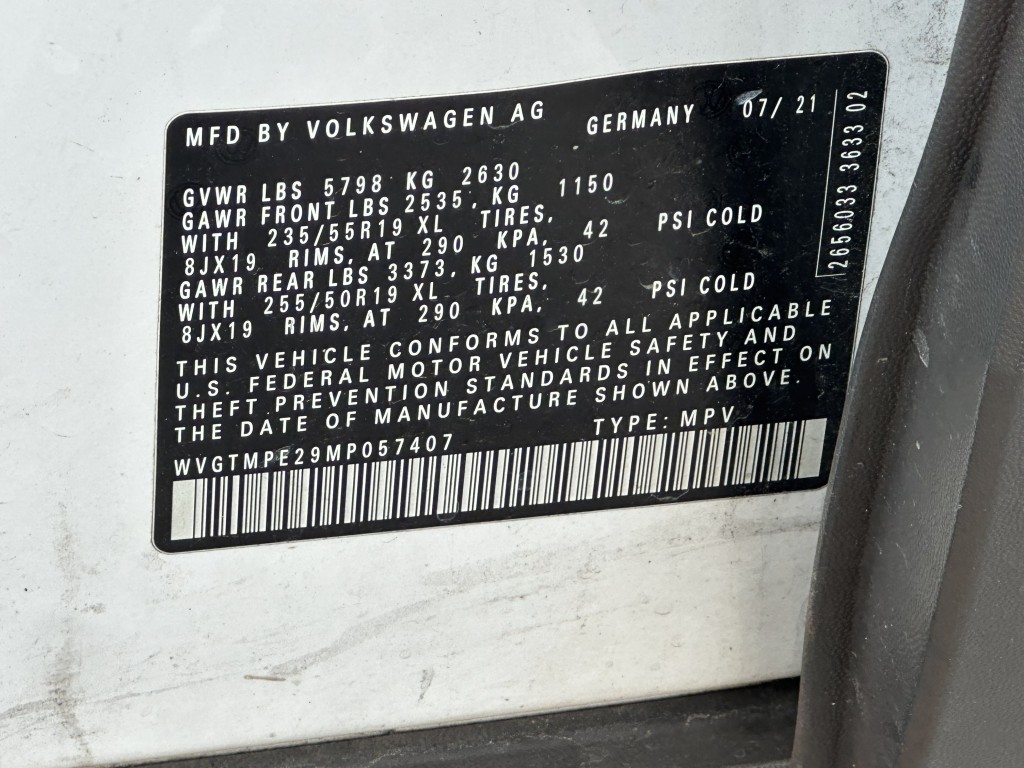 MFD BY VOLKSWAGEN AG GERMANY 07/ 21
GVWR LBS 5798 KG 2630
GAWR FRONT LBS 2535, KG 1150
WITH 235/55R19 XL TIRES,
8JX19 RIMS, AT 290 KPA, 42 PSI COLD
GAWR REAR LBS 3373, KG 1530
WITH 255/50R19 XL TIRES,
8JX19 RIMS, AT 290 KPA, 42 PSI COLD
THIS VEHICLE CONFORMS TO ALL APPLICABLE
U.S. FEDERAL MOTOR VEHICLE SAFETY AND
THEFT PREVENTION STANDARDS IN EFFECT ON
THE DATE OF MANUFACTURE SHOWN ABOVE.
WVGTMPE29MP057407 TYPE: MPV
2656033 3633 02